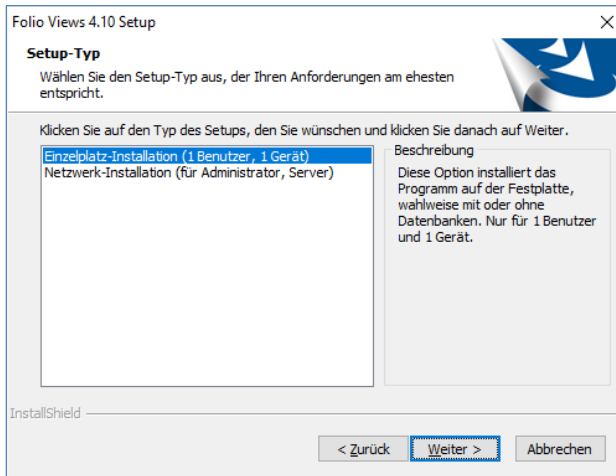 Folio Views 4.10 Setup
Setup-Typ
Wählen Sie den Setup-Typ aus, der Ihren Anforderungen am ehesten
entspricht.
Klicken Sie auf den Typ des Setups, den Sie wünschen und klicken Sie danach auf Weiter.
Einzelplatz-Installation (1 Benutzer, 1 Gerät)
Netzwerk-Installation (für Administrator, Server)
Beschreibung
Diese Option installiert das
Programm auf der Festplatte,
wahlweise mit oder ohne
Datenbanken. Nur für 1 Benutzer
und 1 Gerät.
InstallShield
< Zurück
Weiter >
Abbrechen